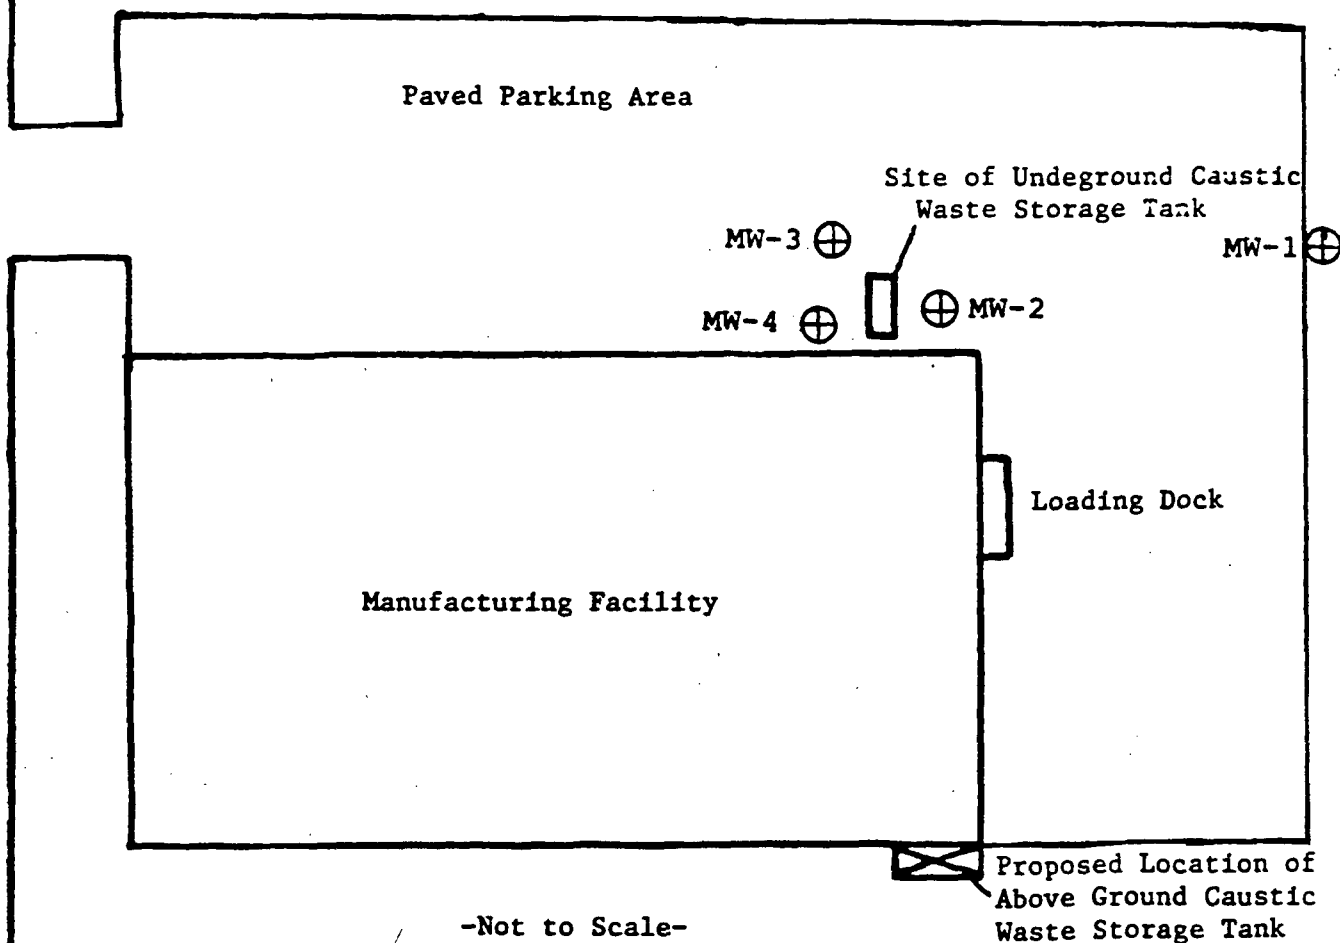 Paved Parking Area
Site of Undeground Caustic
Waste Storage Tank
MW-3
MW-1
MW-4
MW-2
Loading Dock
Manufacturing Facility
Proposed Location of
Above Ground Caustic
Waste Storage Tank
-Not to Scale-